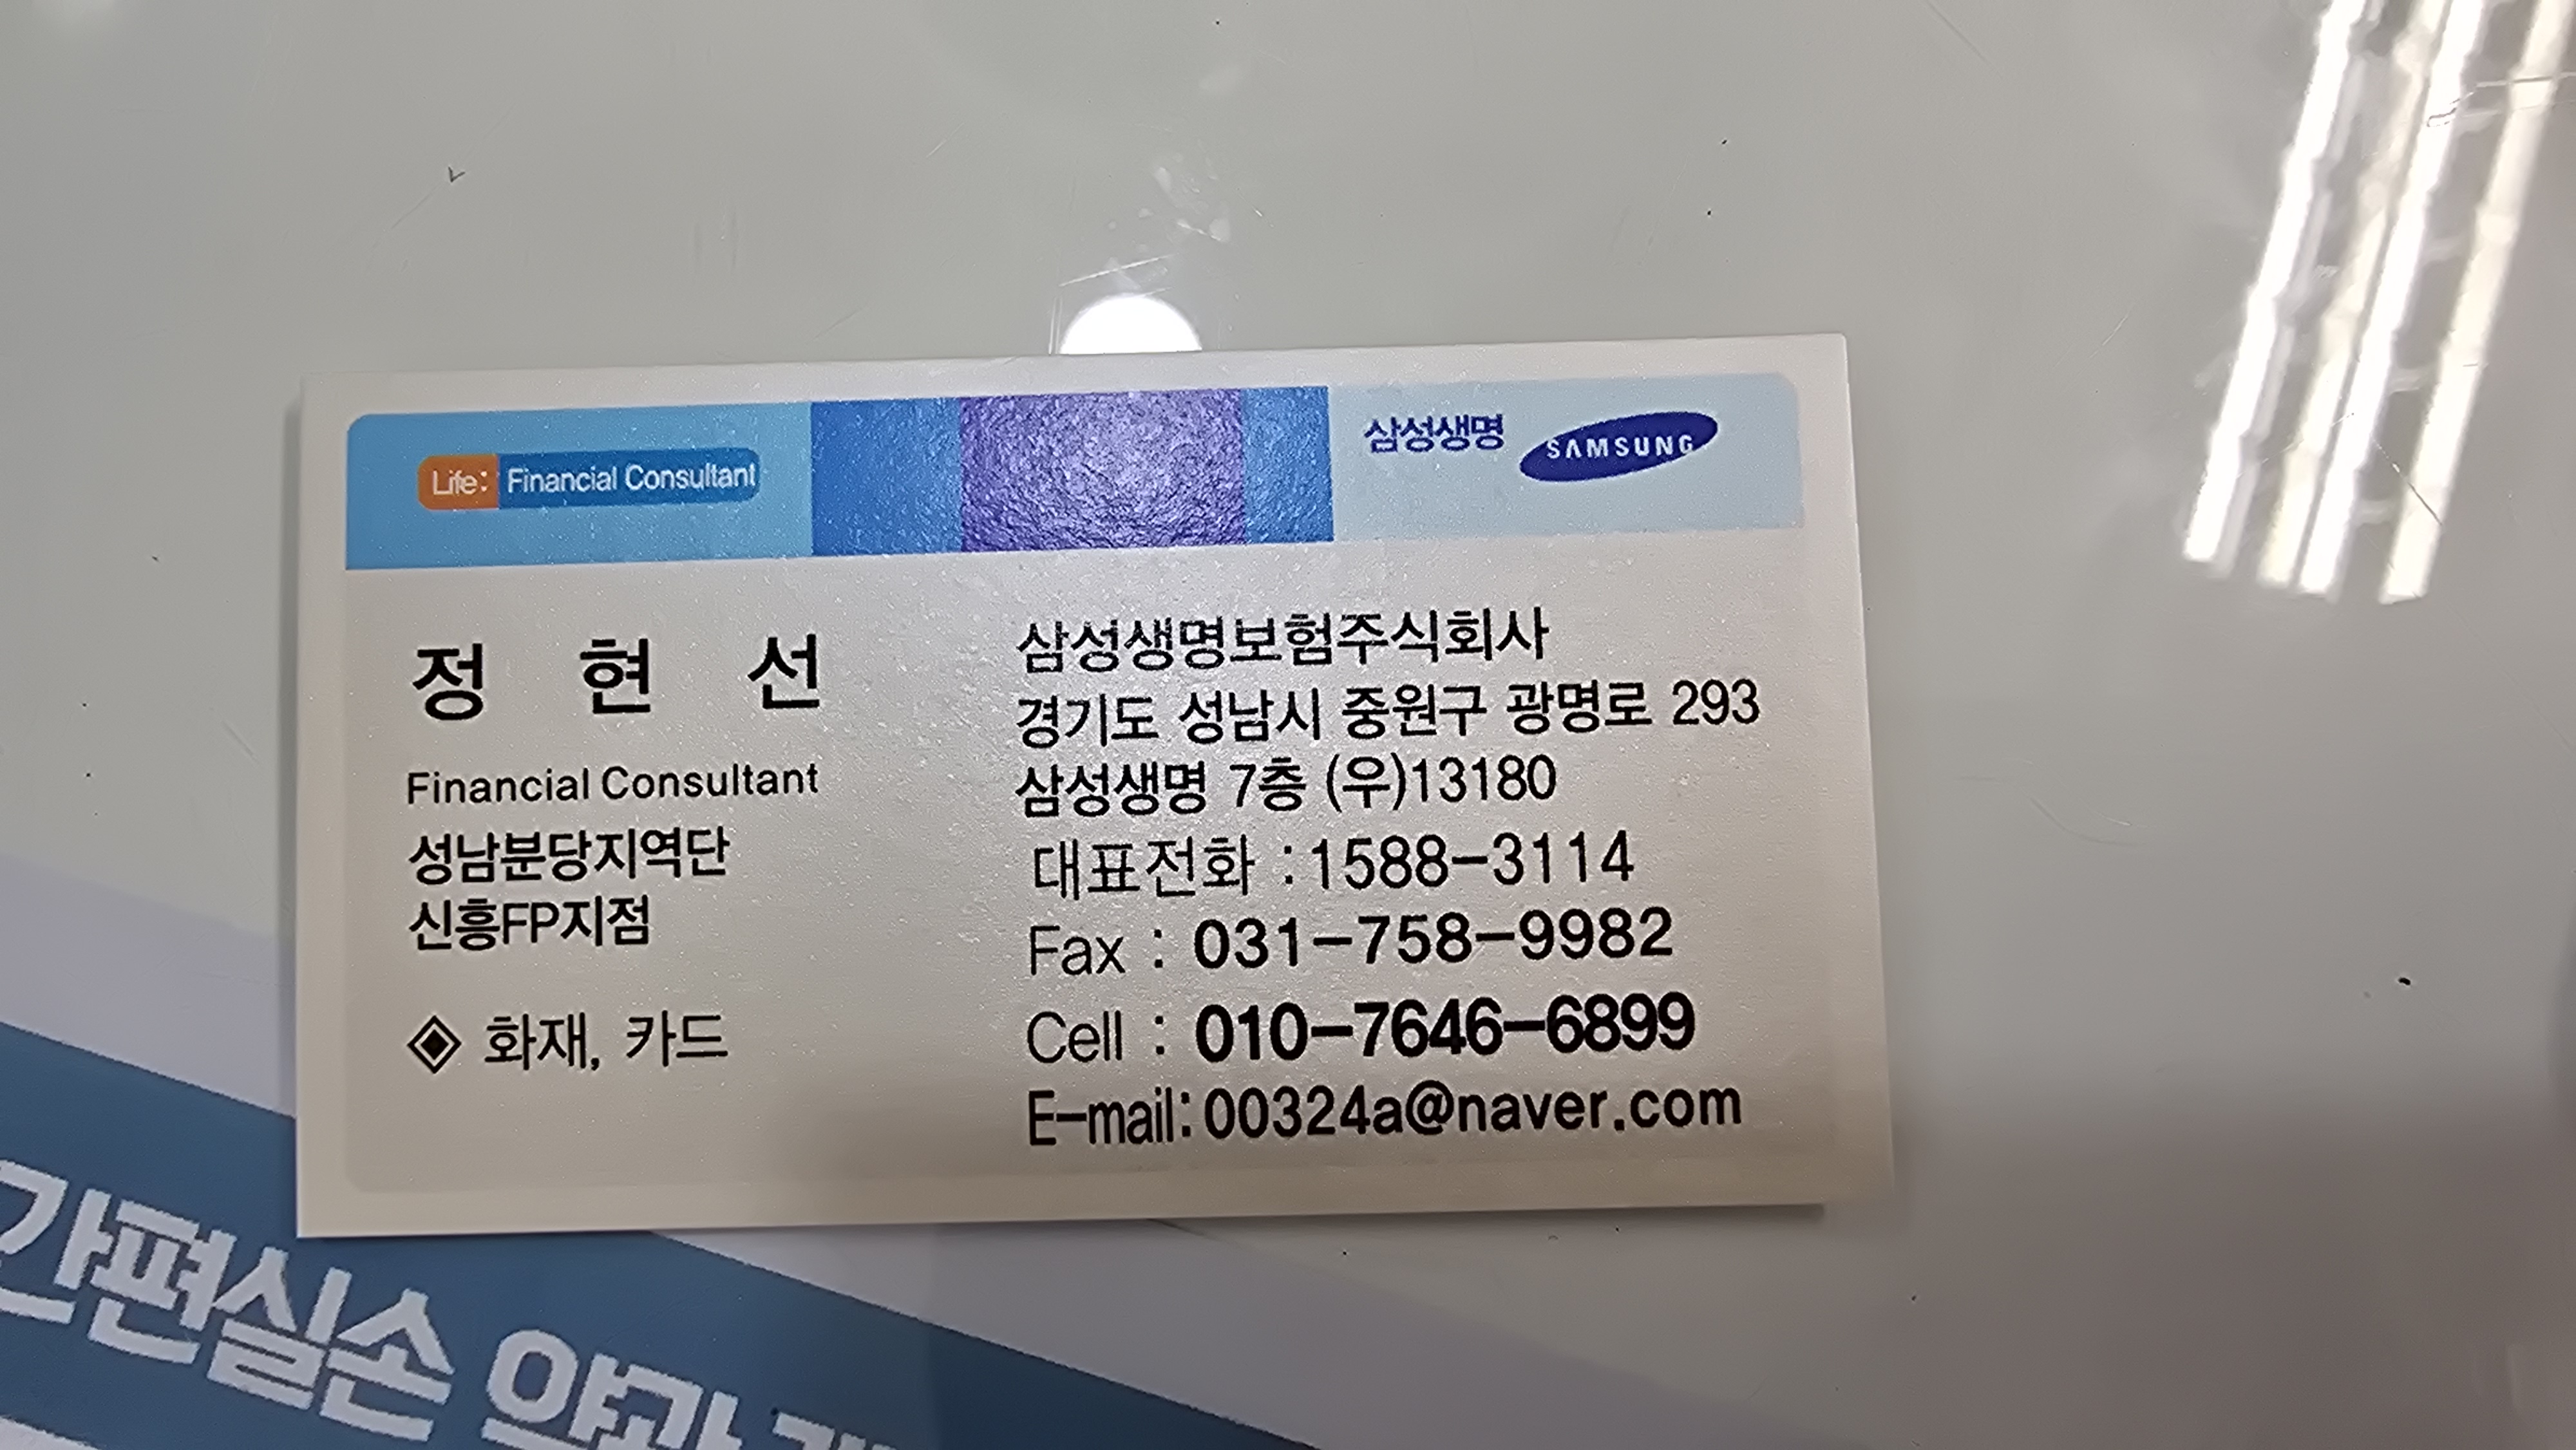 Life: Financial Consultant
삼성생명 SAMSUNG
정 현 선
Financial Consultant
성남분당지역단
신흥FP지점
◈ 화재, 카드
삼성생명보험주식회사
경기도 성남시 중원구 광명로 293
삼성생명 7층 (우)13180
대표전화 :1588-3114
Fax : 031-758-9982
Cell : 010-7646-6899
E-mail:00324a@naver.com
간편실손